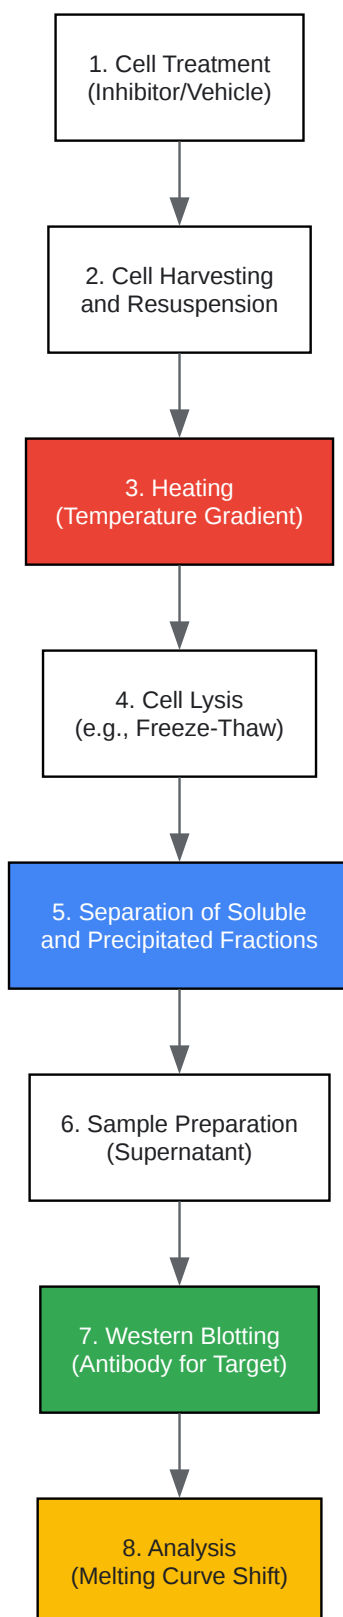 1. Cell Treatment
(Inhibitor/Vehicle)
2. Cell Harvesting
and Resuspension
3. Heating
(Temperature Gradient)
4. Cell Lysis
(e.g., Freeze-Thaw)
5. Separation of Soluble
and Precipitated Fractions
6. Sample Preparation
(Supernatant)
7. Western Blotting
(Antibody for Target)
8. Analysis
(Melting Curve Shift)